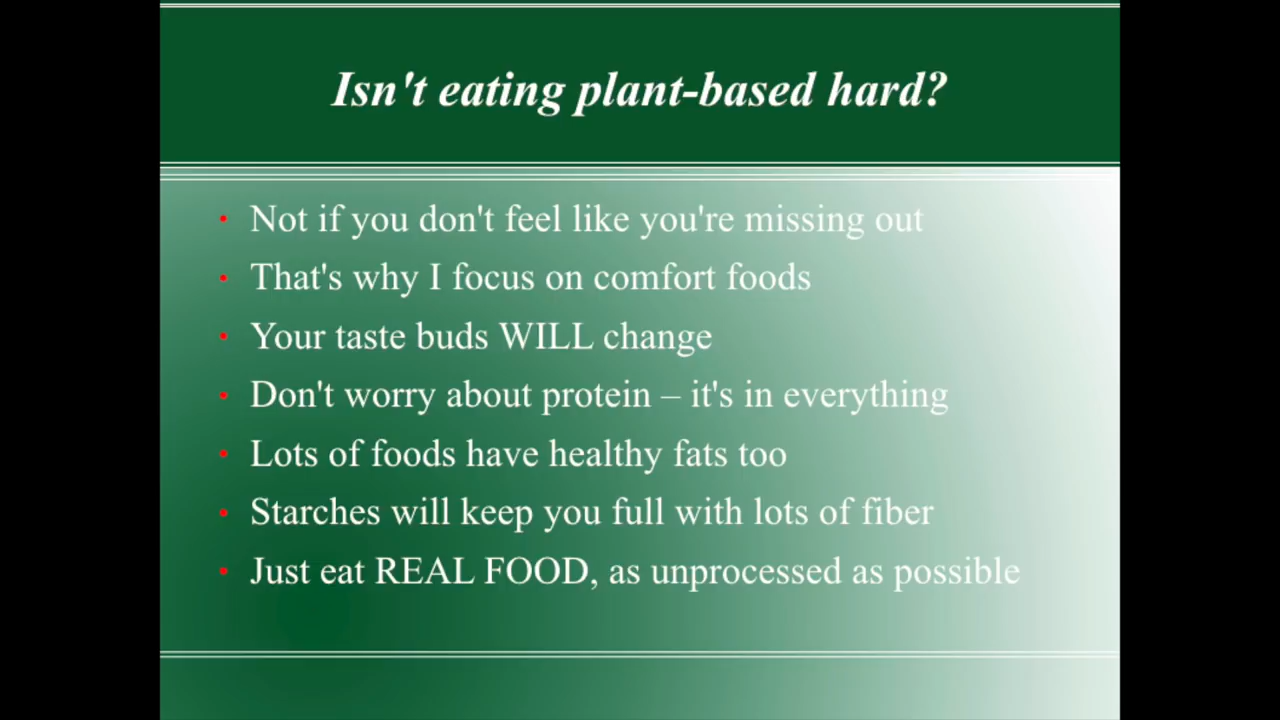 Isn't eating plant-based hard?
• Not if you don't feel like you're missing out
• That's why I focus on comfort foods
• Your taste buds WILL change
• Don't worry about protein – it's in everything
• Lots of foods have healthy fats too
• Starches will keep you full with lots of fiber
• Just eat REAL FOOD, as unprocessed as possible